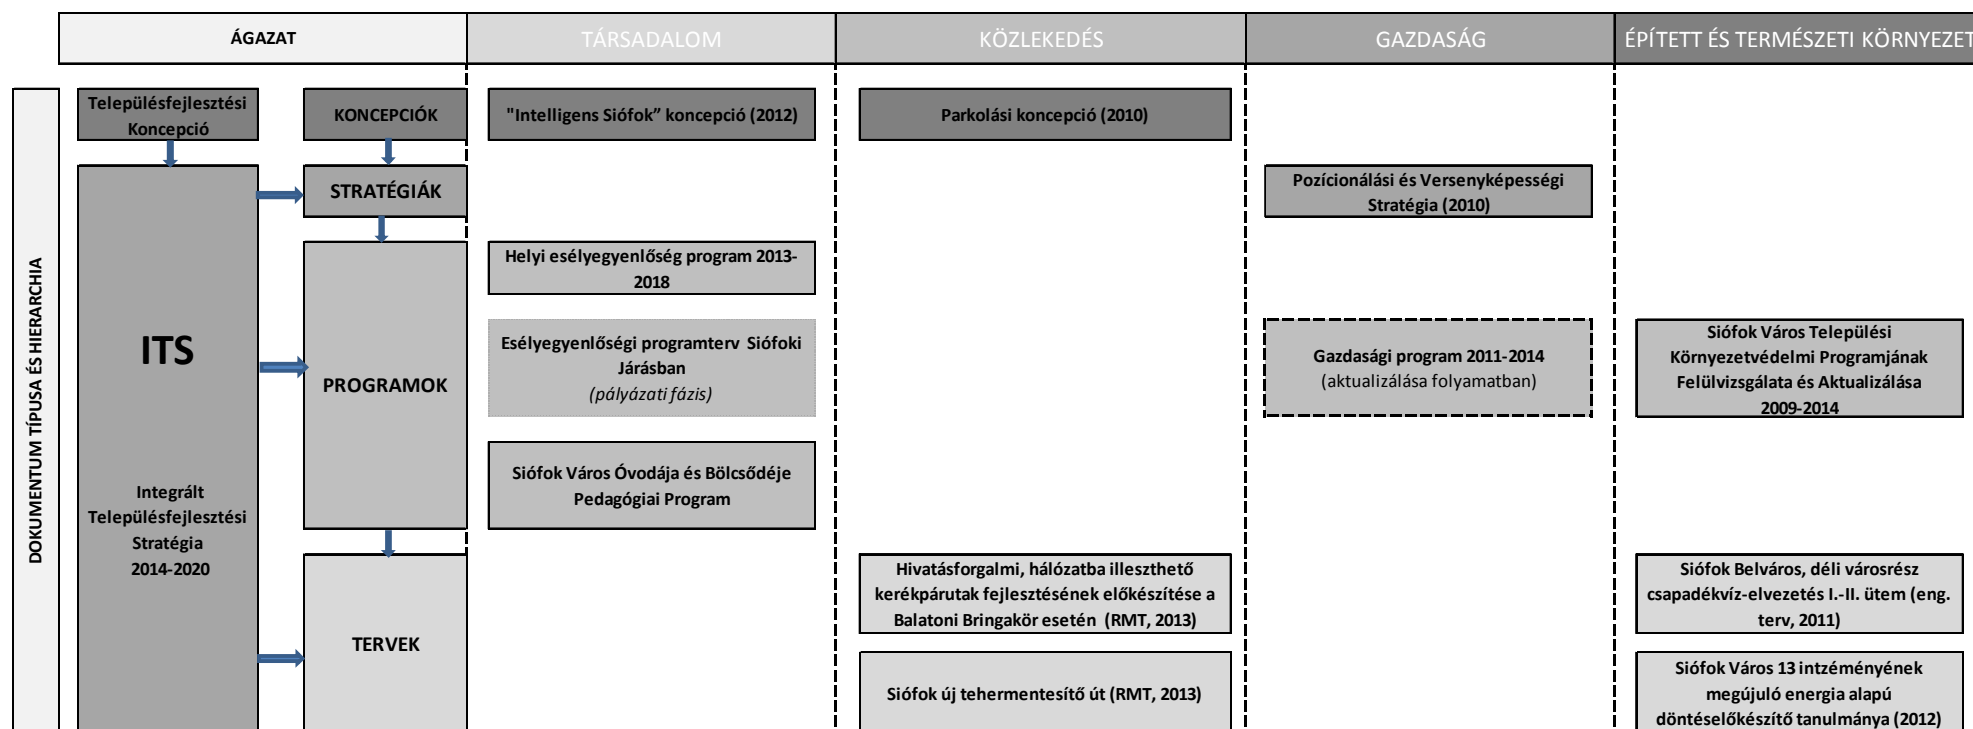 ÁGAZAT
TÁRSADALOM
KÖZLEKEDÉS
GAZDASÁG
ÉPÍTETT ÉS TERMÉSZETI KÖRNYEZET
DOKUMENTUM TÍPUSA ÉS HIERARCHIA
Településfejlesztési
Koncepció
KONCEPCIÓK
"Intelligens Siófok” koncepció (2012)
Parkolási koncepció (2010)
STRATÉGIÁK
Pozícionálási és Versenyképességi
Stratégia (2010)
ITS
Integrált
Településfejlesztési
Stratégia
2014-2020
PROGRAMOK
Helyi esélyegyenlőség program 2013-
2018
Esélyegyenlőségi programterv Siófoki
Járásban
(pályázati fázis)
Siófok Város Óvodája és Bölcsődéje
Pedagógiai Program
Gazdasági program 2011-2014
(aktualizálása folyamatban)
Siófok Város Települési
Környezetvédelmi Programjának
Felülvizsgálata és Aktualizálása
2009-2014
TERVEK
Hivatásforgalmi, hálózatba illeszthető
kerékpárutak fejlesztésének előkészítése a
Balatoni Bringakör esetén (RMT, 2013)
Siófok új tehermentesítő út (RMT, 2013)
Siófok Belváros, déli városrész
csapadékvíz-elvezetés I.-II. ütem (eng.
terv, 2011)
Siófok Város 13 intézményének
megújuló energia alapú
döntéselőkészítő tanulmánya (2012)